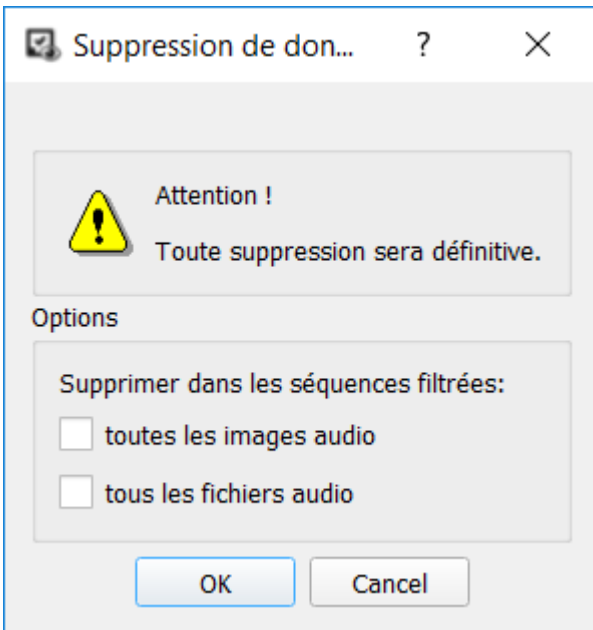 Suppression de don...
?
Attention !
Toute suppression sera définitive.
Options
Supprimer dans les séquences filtrées:
toutes les images audio
tous les fichiers audio
OK
Cancel